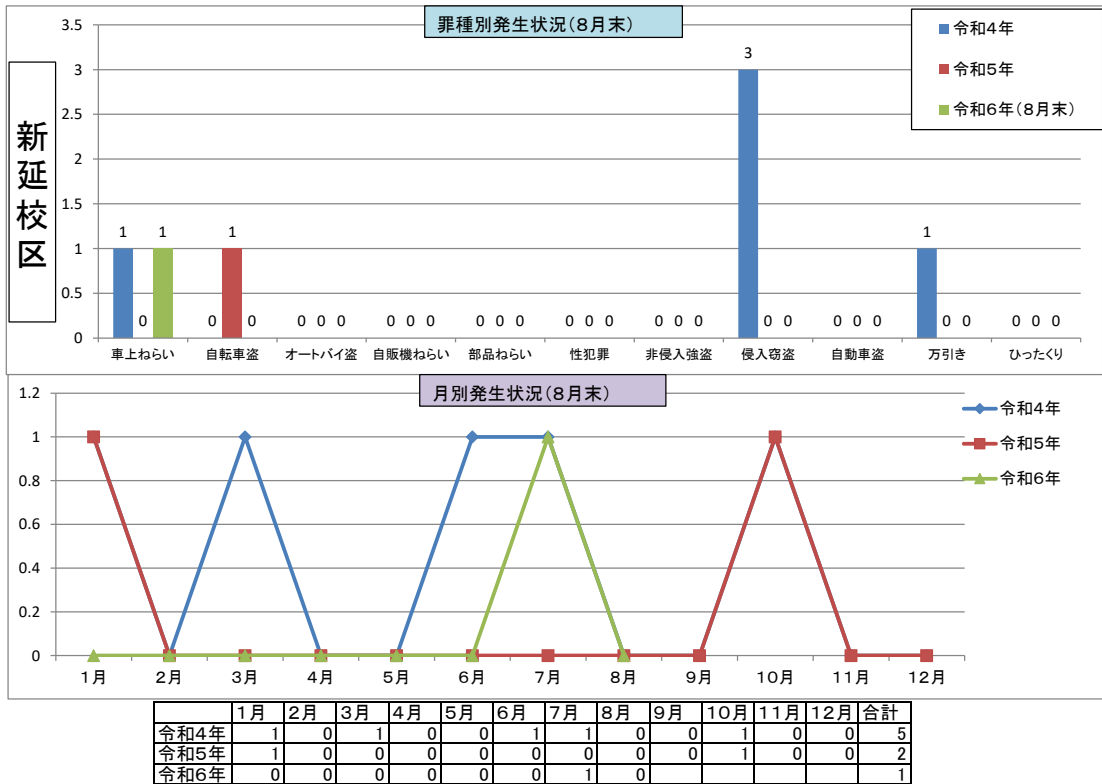 罪種別発生状況(8月末)
新延校区
令和4年
令和5年
令和6年(8月末)
3.5
3
2.5
2
1.5
1
0.5
0
1 0 1 0 1 0 0 0 0 0 0 0 0 0 0 0 0 0 0 0 0 3 0 0 0 0 0 1 0 0 0 0 0
車上ねらい 自転車盗 オートバイ盗 自販機ねらい 部品ねらい 性犯罪 非侵入強盗 侵入窃盗 自動車盗 万引き ひったくり
月別発生状況(8月末)
令和4年
令和5年
令和6年
1.2
1
0.8
0.6
0.4
0.2
0
1月 2月 3月 4月 5月 6月 7月 8月 9月 10月 11月 12月
1月 2月 3月 4月 5月 6月 7月 8月 9月 10月 11月 12月 合計
令和4年 1 0 1 0 0 1 1 0 0 1 0 0 5
令和5年 1 0 0 0 0 0 0 0 0 1 0 0 2
令和6年 0 0 0 0 0 0 1 0 1